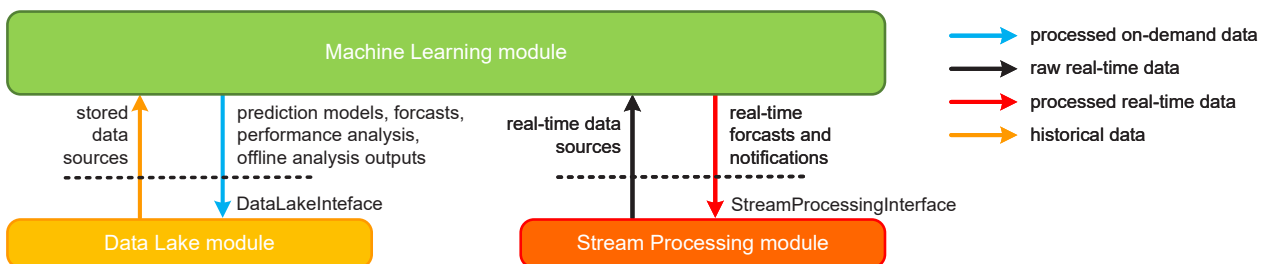 Machine Learning module
stored
data
sources
prediction models, forcasts,
performance analysis,
offline analysis outputs
real-time data
sources
real-time
forcasts and
notifications
DataLakeInteface
StreamProcessingInterface
Data Lake module
Stream Processing module
processed on-demand data
raw real-time data
processed real-time data
historical data